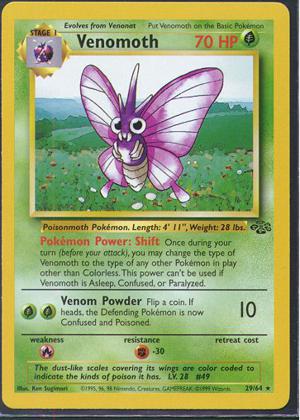 Evolves from Venonat Put Venomoth on the Basic Pokémon
STAGE 1
Venomoth 70 HP
Poisonmoth Pokémon. Length: 4' 11", Weight: 28 lbs.
Pokémon Power: Shift Once during your
turn (before your attack), you may change the type of
Venomoth to the type of any other Pokémon in play
other than Colorless. This power can't be used if
Venomoth is Asleep, Confused, or Paralyzed.
Venom Powder Flip a coin. If
heads, the Defending Pokémon is now
Confused and Poisoned.
10
weakness resistance retreat cost
-30
The dust-like scales covering its wings are color coded to
indicate the kinds of poison it has. LV. 28 #49
Illus. Ken Sugimori ©1995, 96, 98 Nintendo, Creatures, GAMEFREAK. ©1999 Wizards. 29/64 ★